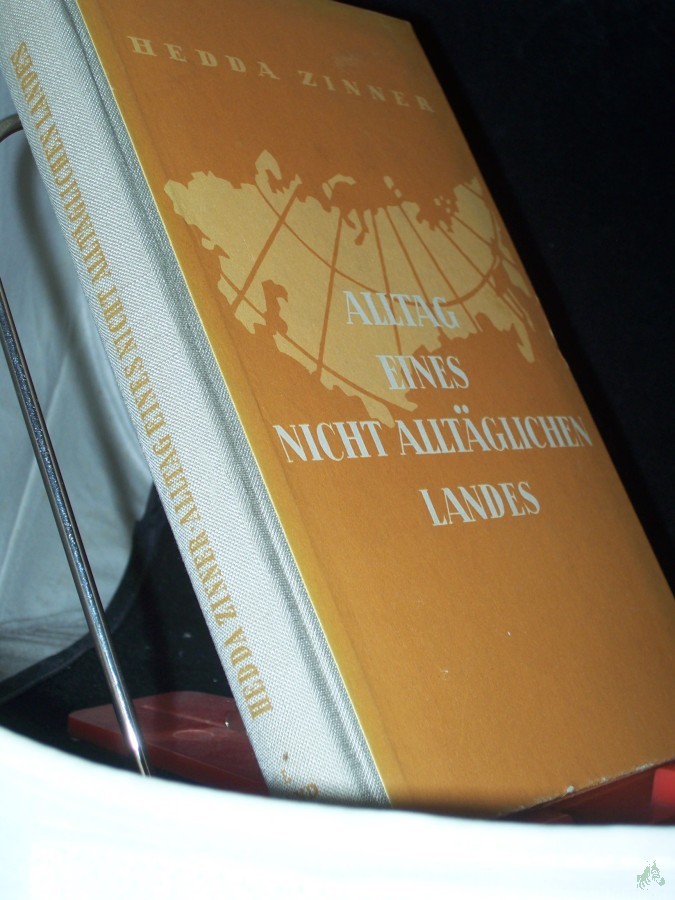 HEDDA ZINNER
ALLTAG
EINES
NICHT ALLTÄGLICHEN
LANDES
HEDDA ZINNER ALLTAG EINES NICHT ALLTÄGLICHEN LANDES